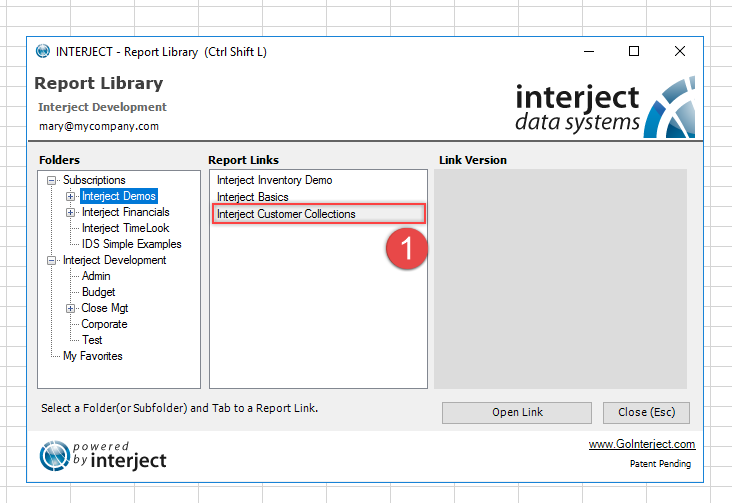 INTERJECT - Report Library (Ctrl Shift L)
Report Library
Interject Development
mary@mycompany.com
interject
data systems
Folders
Report Links
Link Version
Subscriptions
Interject Demos
Interject Financials
Interject TimeLook
IDS Simple Examples
Interject Development
Admin
Budget
Close Mgt
Corporate
Test
My Favorites
Interject Inventory Demo
Interject Basics
Interject Customer Collections
1
Select a Folder(or Subfolder) and Tab to a Report Link.
Open Link
Close (Esc)
powered
by interject
www.GoInterject.com
Patent Pending